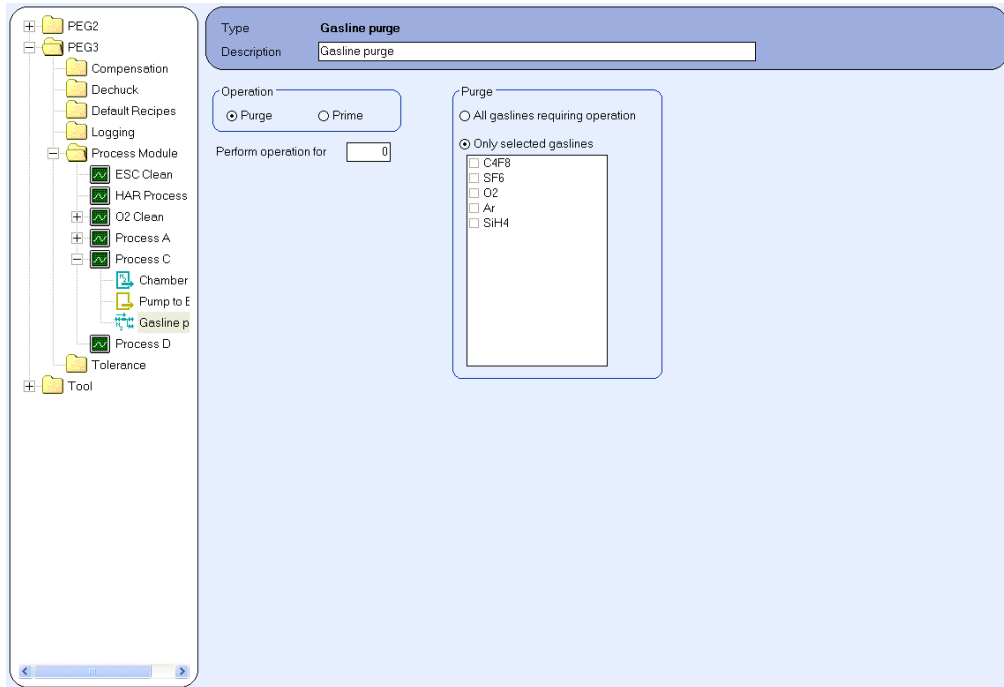 PEG2
PEG3
Compensation
Dechuck
Default Recipes
Logging
Process Module
ESC Clean
HAR Process
O2 Clean
Process A
Process C
Chamber
Pump to E
Gasline p
Process D
Tolerance
Tool
Type Gasline purge
Description Gasline purge
Operation
Purge Prime
Perform operation for 0
Purge
All gaslines requiring operation
Only selected gaslines
C4F8
SF6
O2
Ar
SiH4